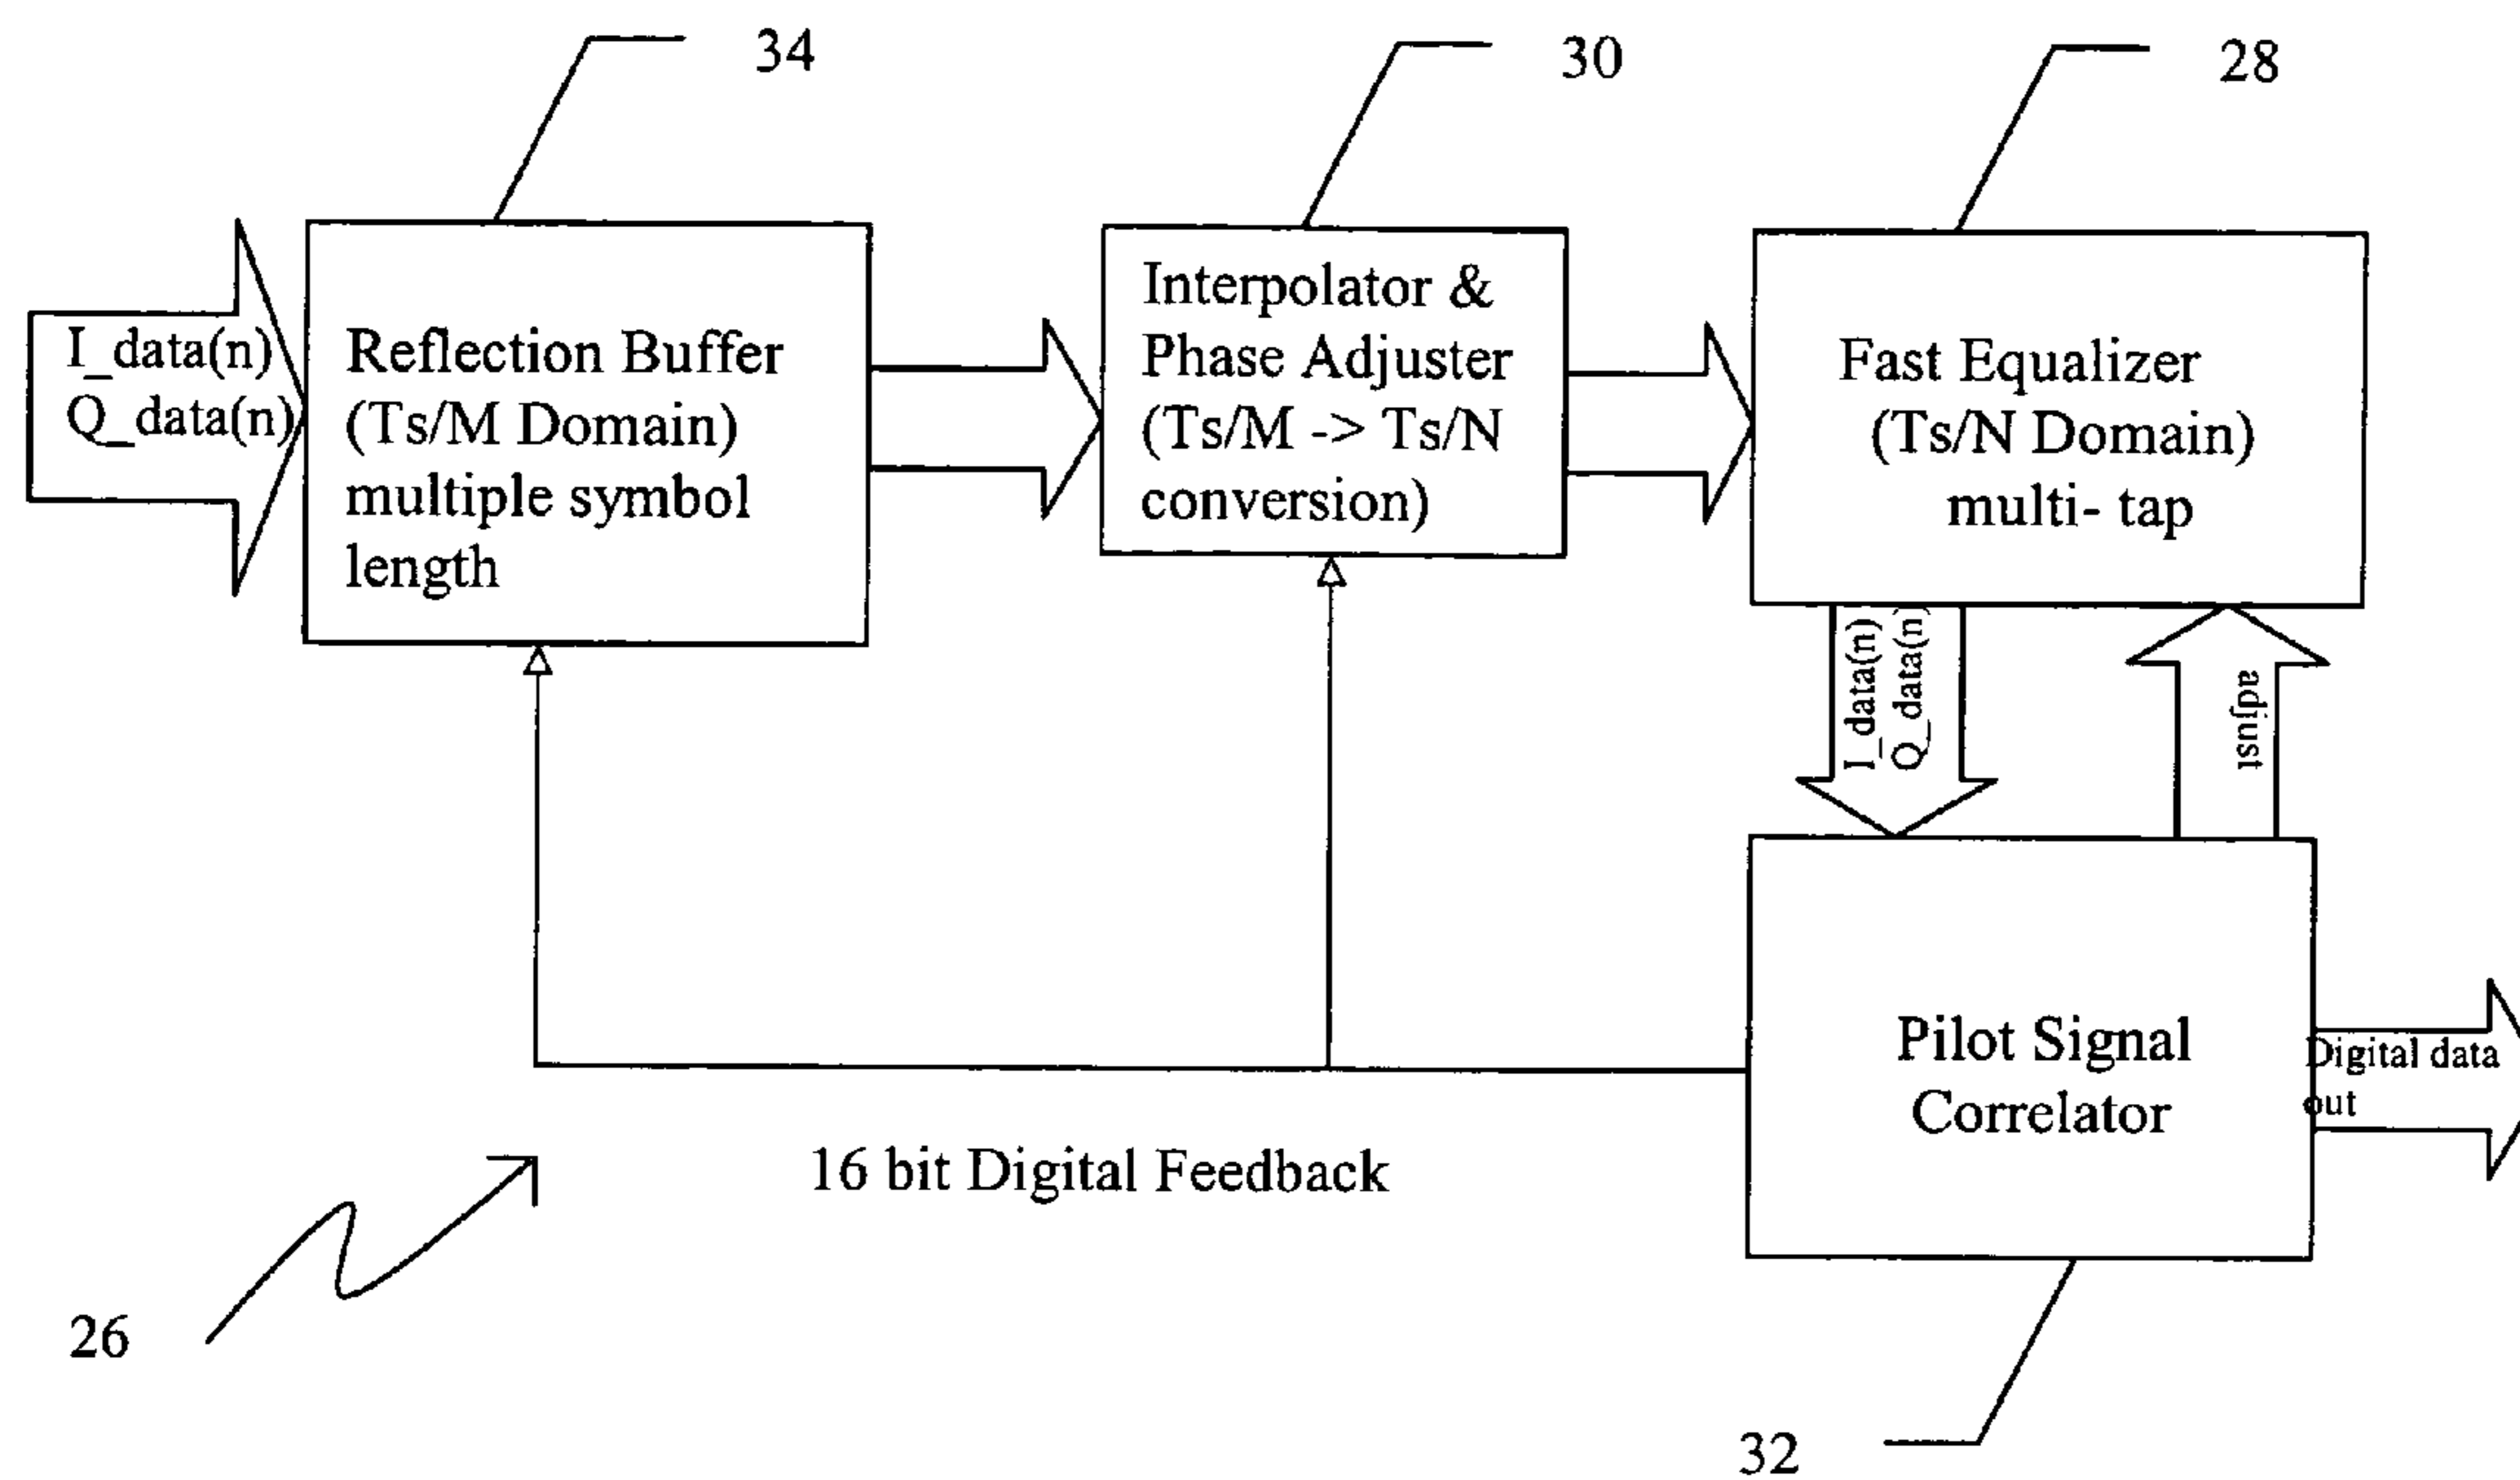 34
30
28
I_data(n)
Q_data(n)
Reflection Buffer
(Ts/M Domain)
multiple symbol
length
Interpolator &
Phase Adjuster
(Ts/M -> Ts/N
conversion)
Fast Equalizer
(Ts/N Domain)
multi- tap
I_data(n)
Q_data(n)
adjust
Pilot Signal
Correlator
Digital data
out
16 bit Digital Feedback
26
32